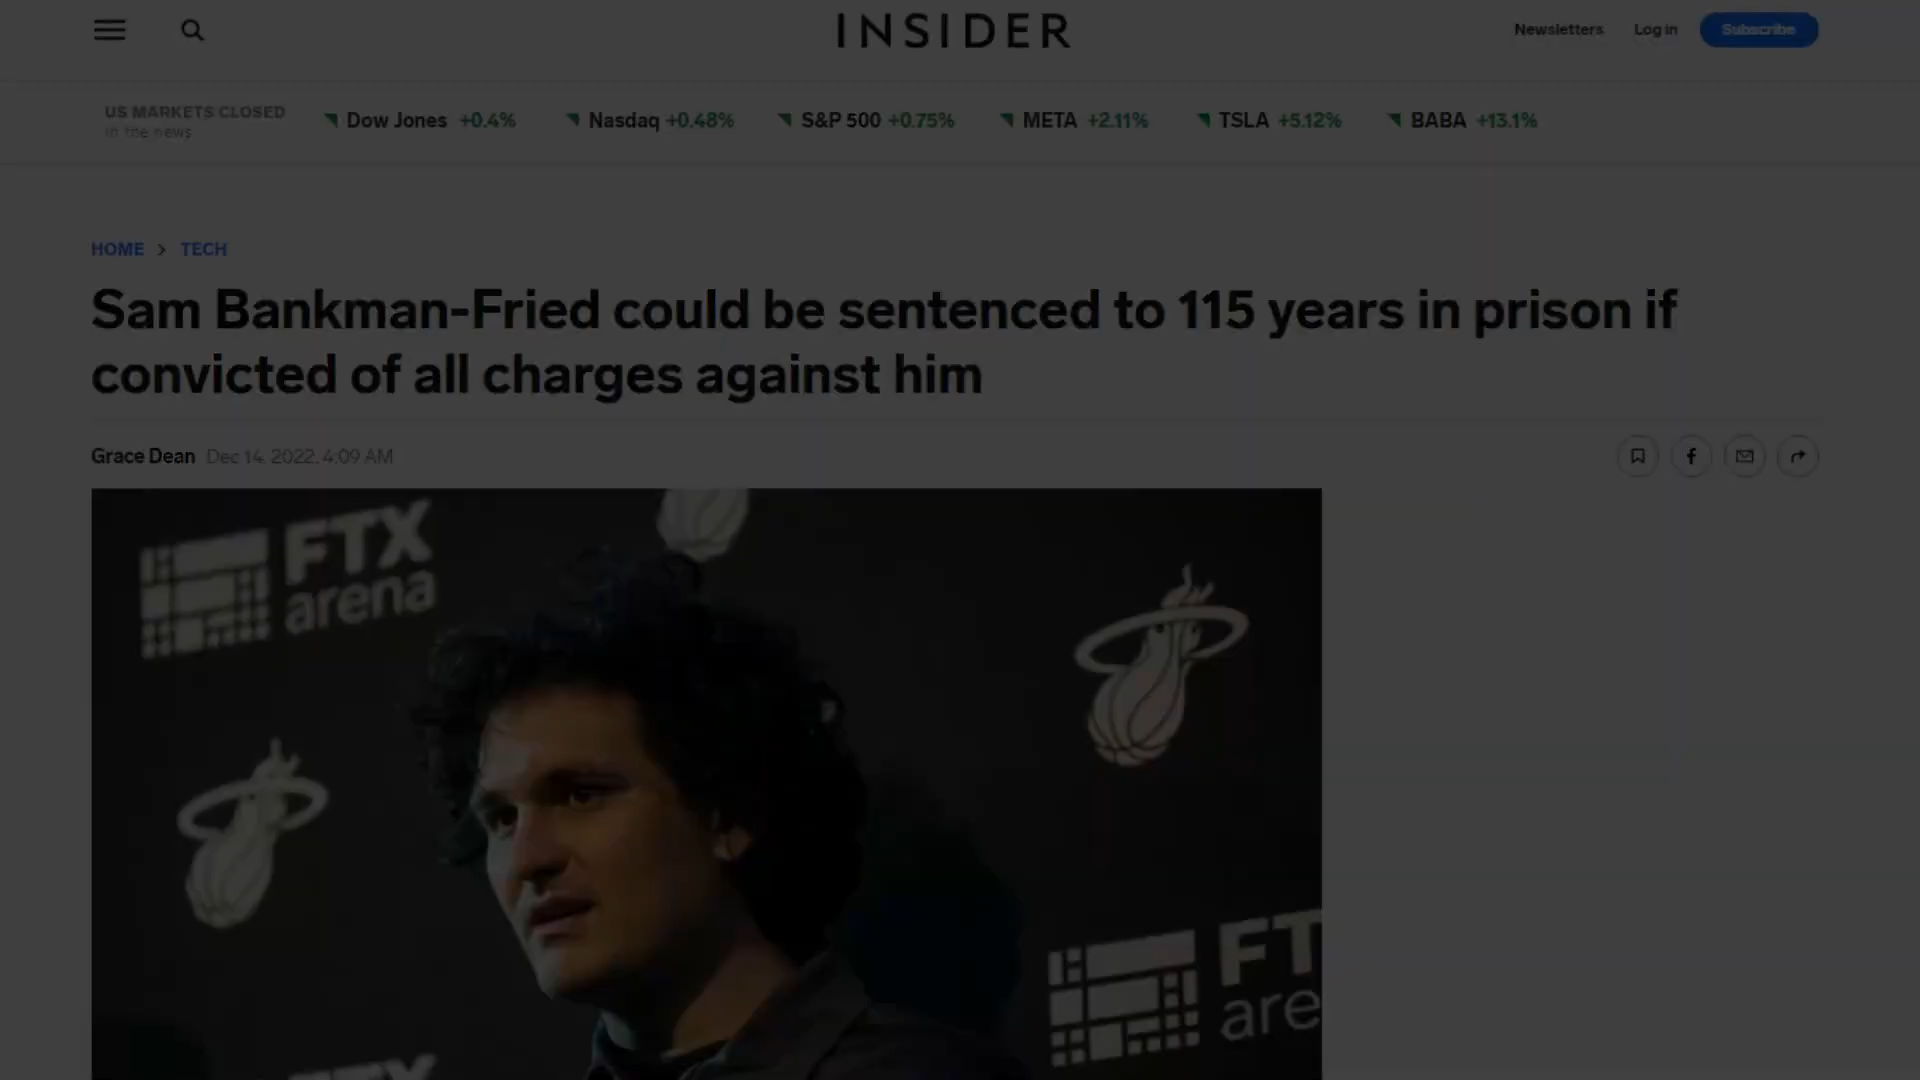 INSIDER
Newsletters Log in Subscribe
US MARKETS CLOSED
In the news
Dow Jones +0.4% Nasdaq +0.48% S&P 500 +0.75% META +2.11% TSLA +5.12% BABA +13.1%
HOME > TECH
Sam Bankman-Fried could be sentenced to 115 years in prison if
convicted of all charges against him
Grace Dean Dec 14, 2022, 4:09 AM
FTX
arena
FT
are
FTX